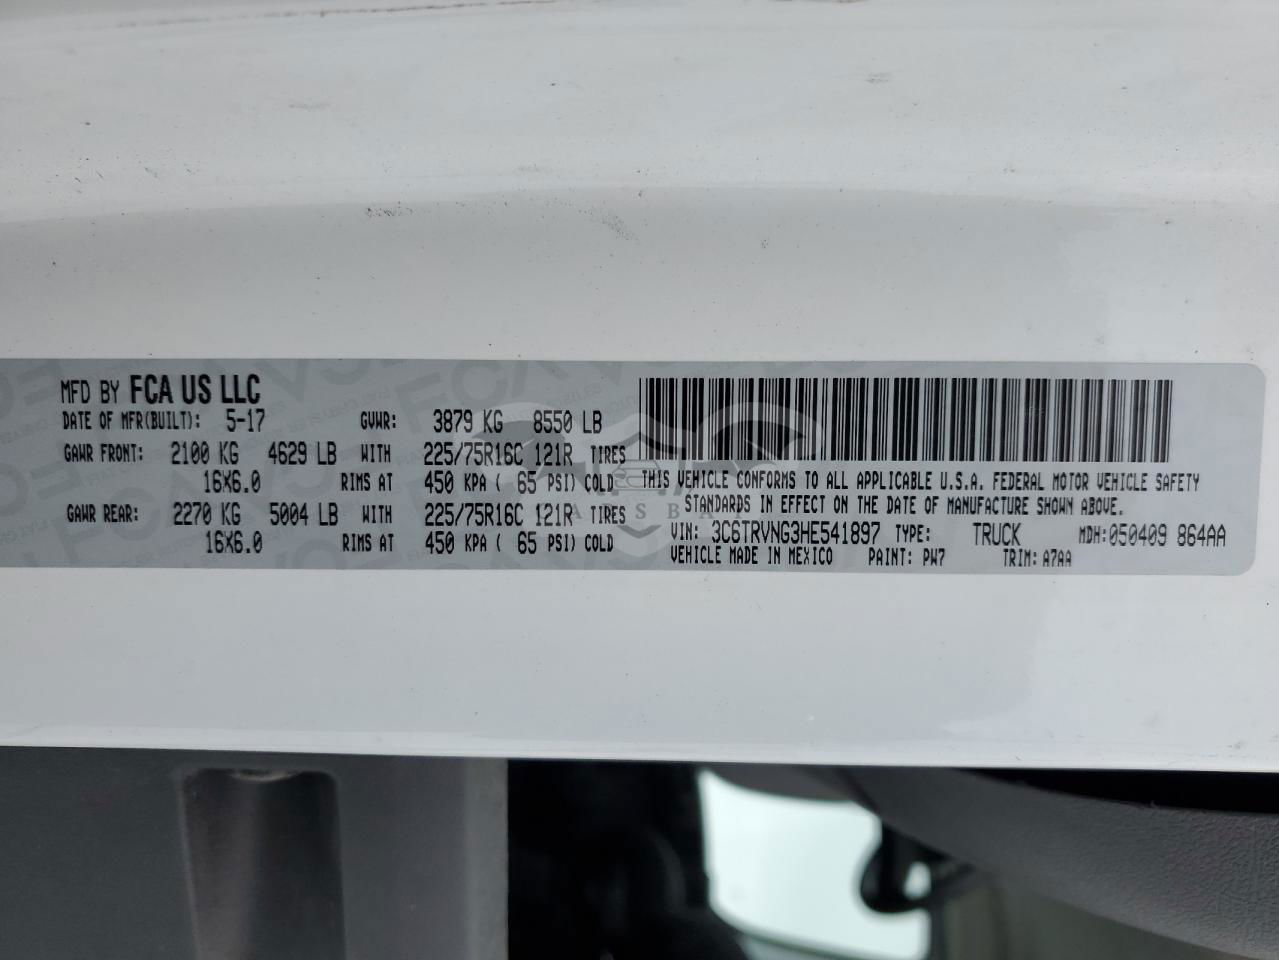 MFD BY FCA US LLC
DATE OF MFR(BUILT): 5-17 GVWR: 3879 KG 8550 LB
GAWR FRONT: 2100 KG 4629 LB WITH 225/75R16C 121R TIRES
16X6.0 RIMS AT 450 KPA ( 65 PSI) COLD
GAWR REAR: 2270 KG 5004 LB WITH 225/75R16C 121R TIRES
16X6.0 RIMS AT 450 KPA ( 65 PSI) COLD
THIS VEHICLE CONFORMS TO ALL APPLICABLE U.S.A. FEDERAL MOTOR VEHICLE SAFETY
STANDARDS IN EFFECT ON THE DATE OF MANUFACTURE SHOWN ABOVE.
VIN: 3C6TRVNG3HE541897 TYPE: TRUCK MDH:050409 864AA
VEHICLE MADE IN MEXICO PAINT: PW7 TRIM: A7AA